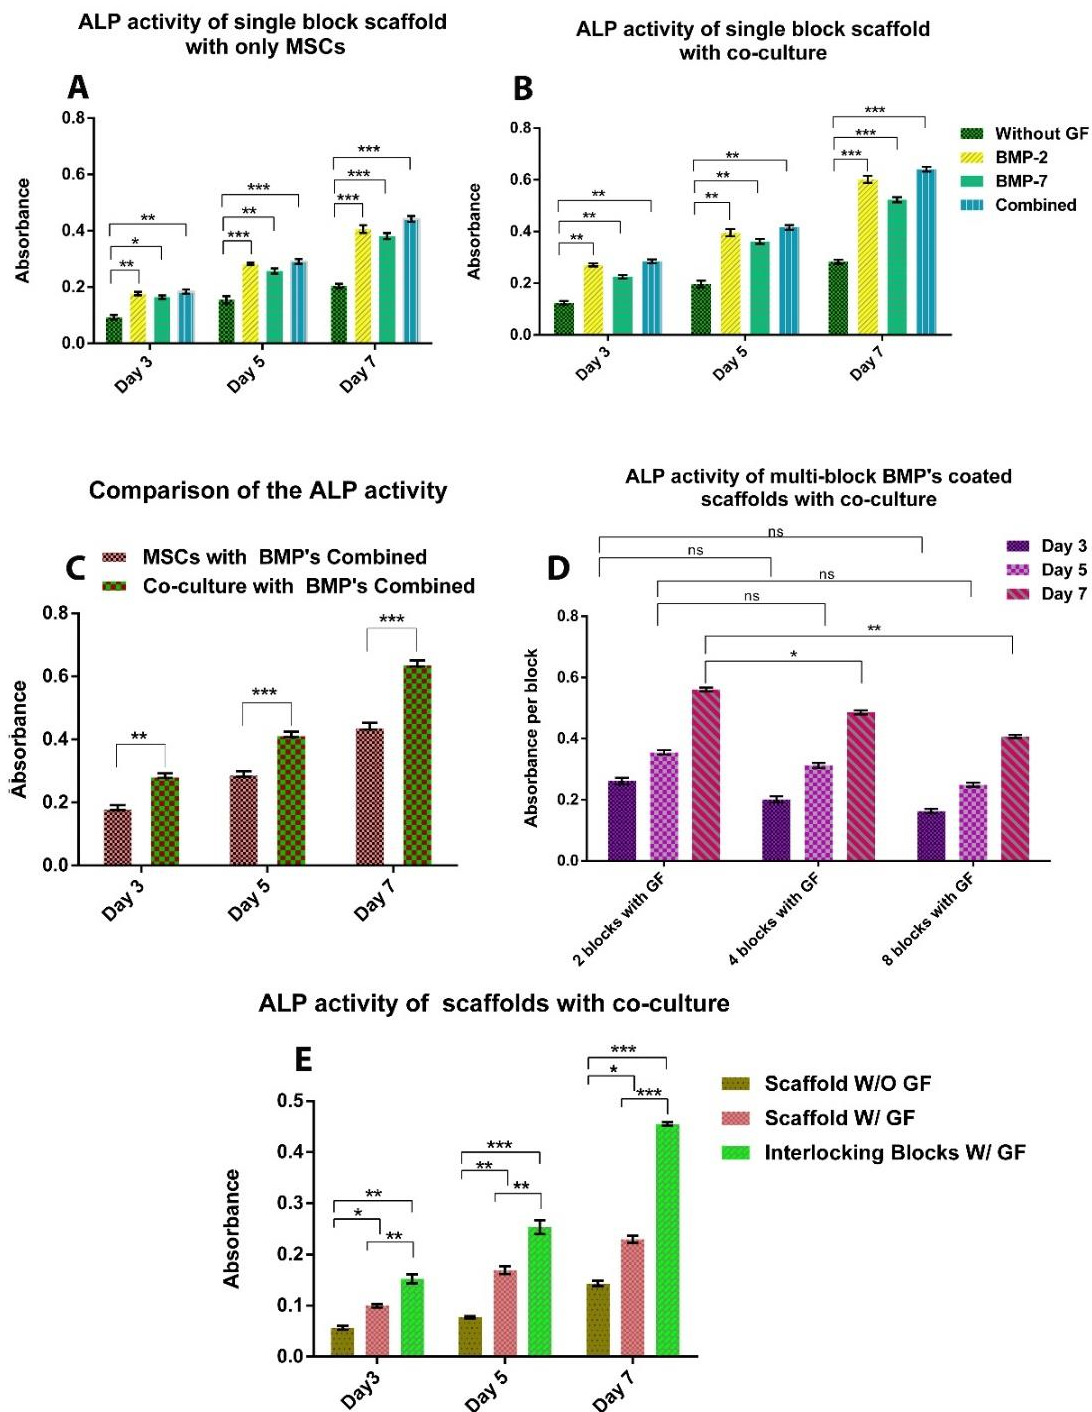 ALP activity of single block scaffold
with only MSCs
A
Absorbance
0.8
0.6
0.4
0.2
0.0
**
*
**
***
**
***
***
***
***
Day 3
Day 5
Day 7
ALP activity of single block scaffold
with co-culture
B
Absorbance
0.8
0.6
0.4
0.2
0.0
**
**
**
**
**
**
***
***
***
Day 3
Day 5
Day 7
Without GF
BMP-2
BMP-7
Combined
Comparison of the ALP activity
C
MSCs with BMP's Combined
Co-culture with BMP's Combined
Absorbance
0.8
0.6
0.4
0.2
0.0
**
***
***
Day 3
Day 5
Day 7
ALP activity of multi-block BMP's coated
scaffolds with co-culture
D
ns
ns
ns
ns
**
*
Day 3
Day 5
Day 7
Absorbance per block
0.8
0.6
0.4
0.2
0.0
2 blocks with GF
4 blocks with GF
8 blocks with GF
ALP activity of scaffolds with co-culture
E
Absorbance
0.5
0.4
0.3
0.2
0.1
0.0
**
*
**
***
**
**
***
*
***
Day3
Day 5
Day 7
Scaffold W/O GF
Scaffold W/ GF
Interlocking Blocks W/ GF